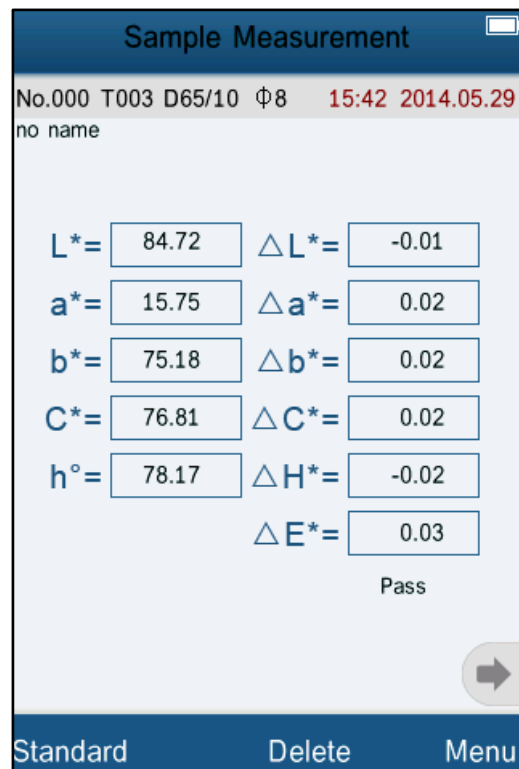 Sample Measurement
No.000 T003 D65/10 Φ8 15:42 2014.05.29
no name
L*= 84.72 △L*= -0.01
a*= 15.75 △a*= 0.02
b*= 75.18 △b*= 0.02
C*= 76.81 △C*= 0.02
h°= 78.17 △H*= -0.02
△E*= 0.03
Pass
Standard Delete Menu